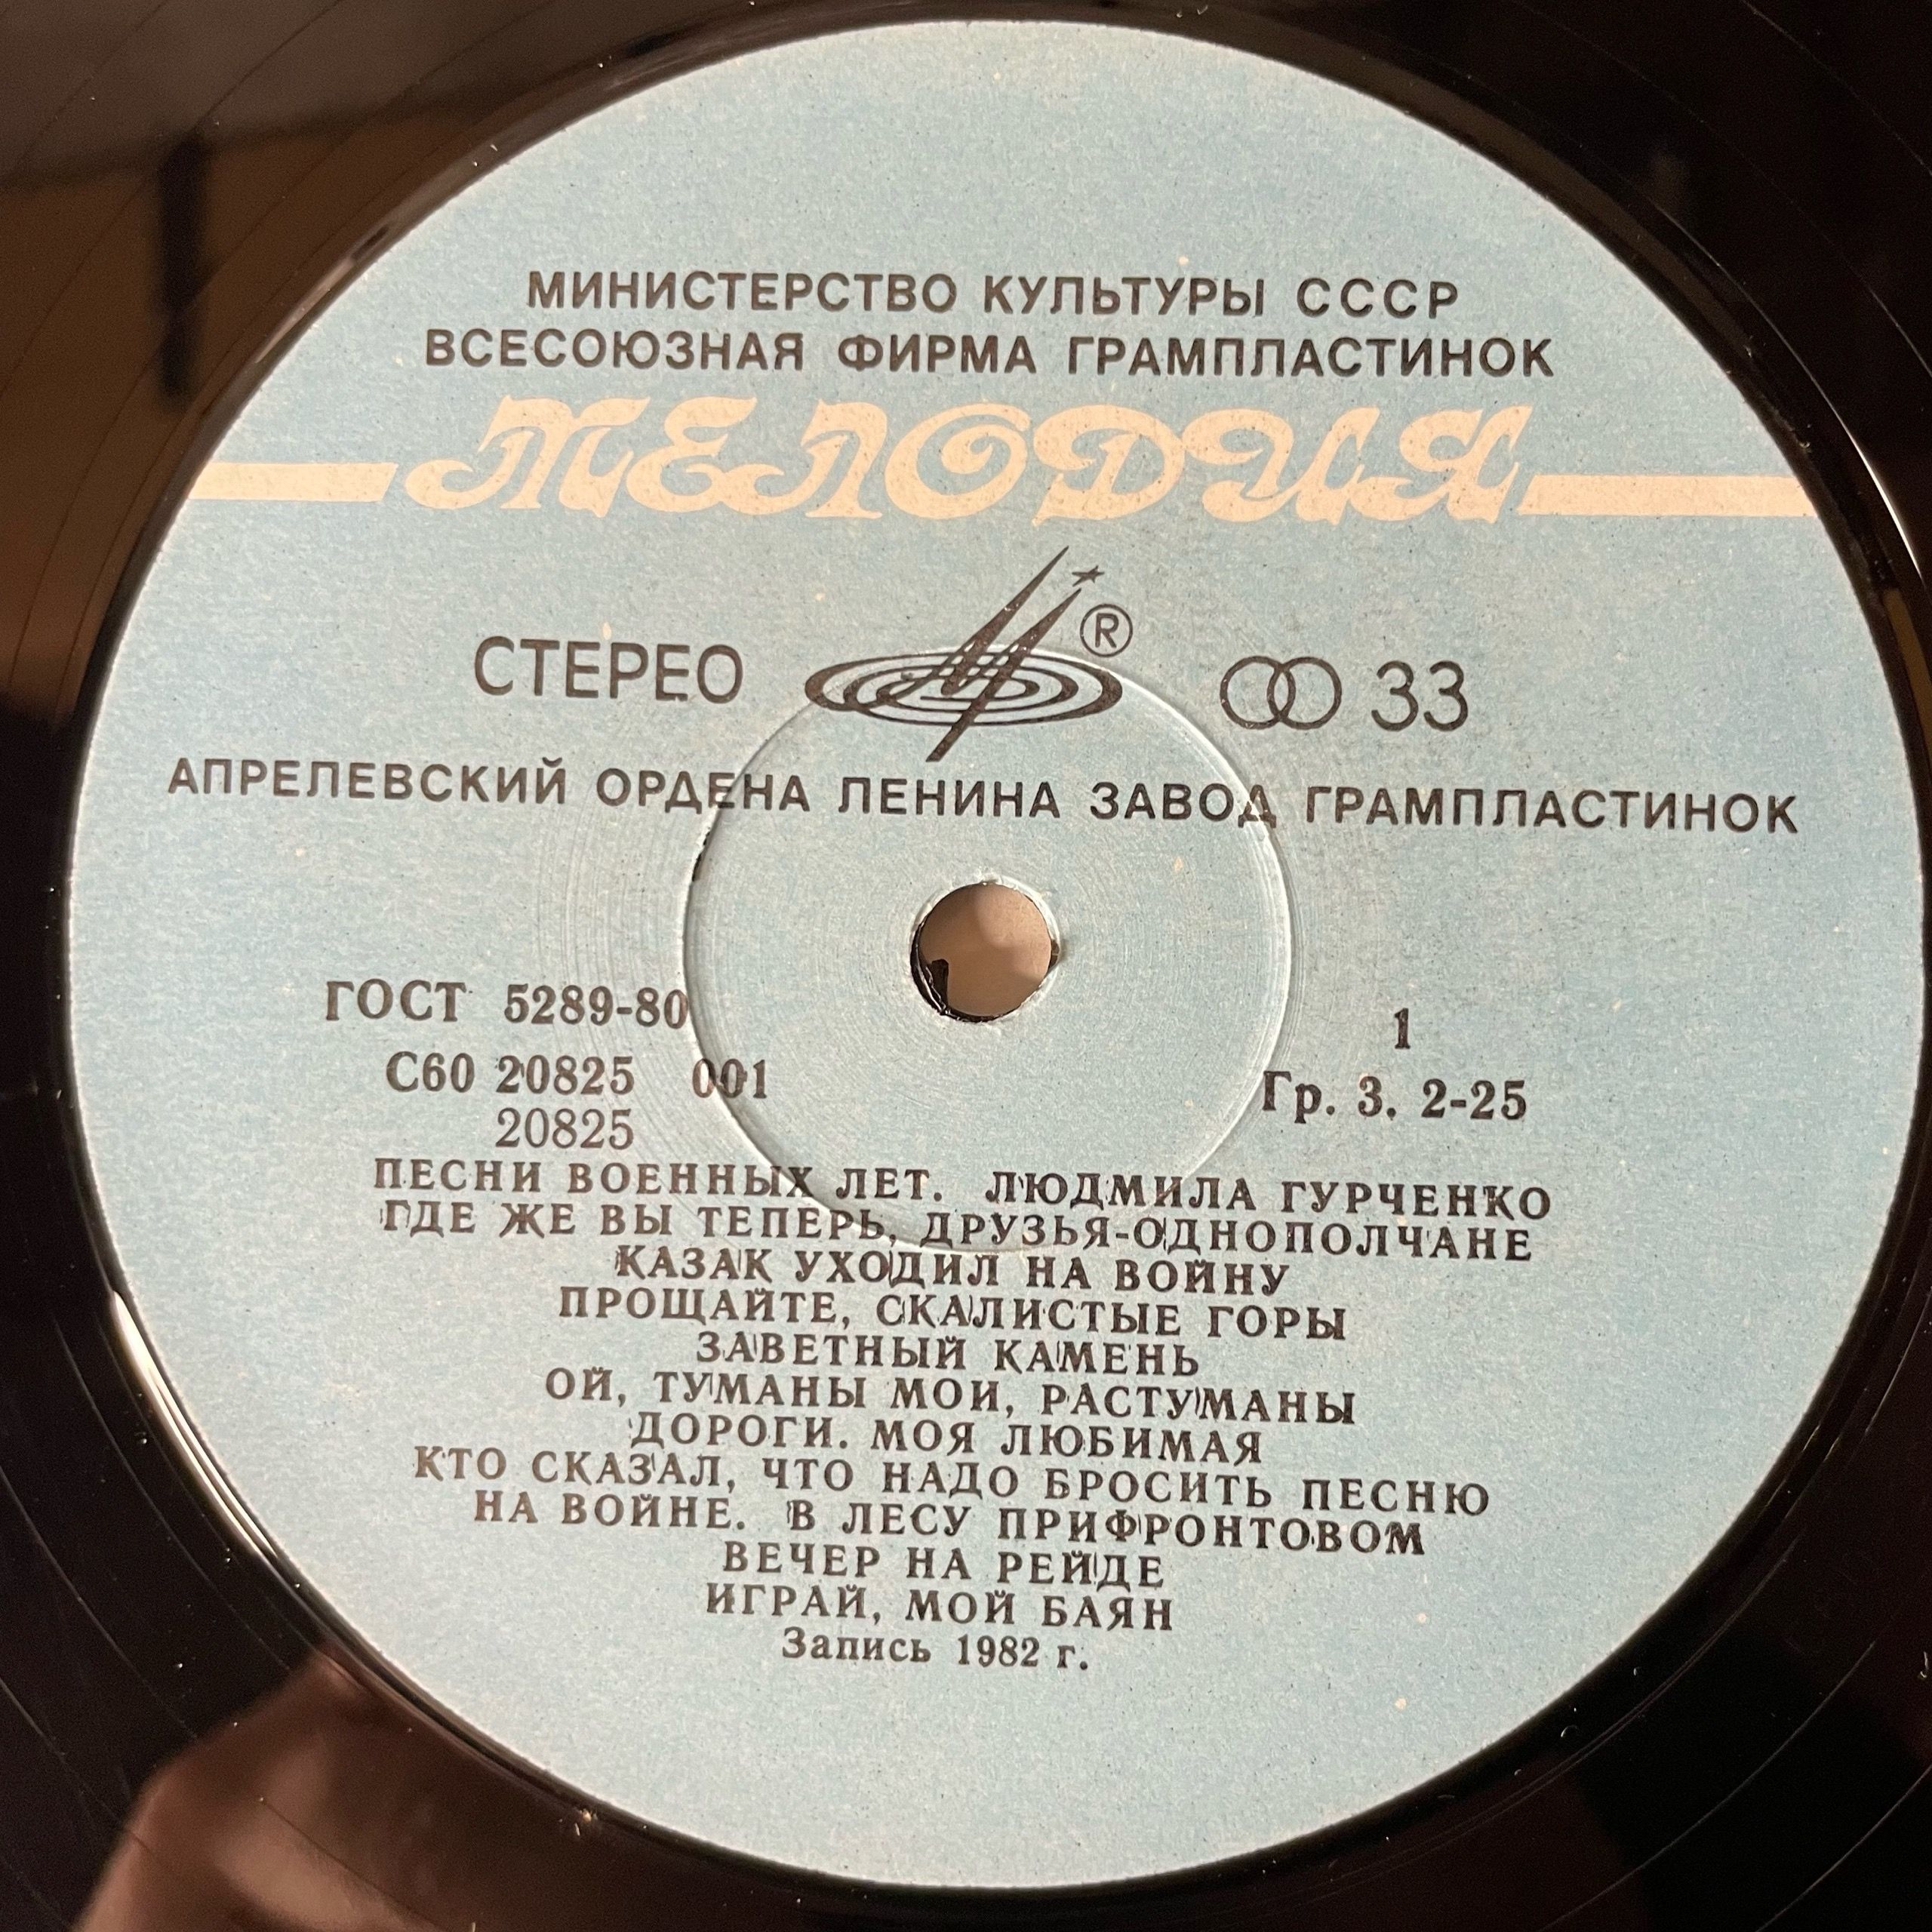 МИНИСТЕРСТВО КУЛЬТУРЫ СССР
ВСЕСОЮЗНАЯ ФИРМА ГРАМПЛАСТИНОК
МЕЛОДИЯ
СТЕРЕО ® 33
АПРЕЛЕВСКИЙ ОРДЕНА ЛЕНИНА ЗАВОД ГРАМПЛАСТИНОК
ГОСТ 5289-80
1
С60 20825 001
Гр. 3. 2-25
20825
ПЕСНИ ВОЕННЫХ ЛЕТ. ЛЮДМИЛА ГУРЧЕНКО
ГДЕ ЖЕ ВЫ ТЕПЕРЬ, ДРУЗЬЯ-ОДНОПОЛЧАНЕ
КАЗАК УХОДИЛ НА ВОЙНУ
ПРОЩАЙТЕ, СКАЛИСТЫЕ ГОРЫ
ЗАВЕТНЫЙ КАМЕНЬ
ОЙ, ТУМАНЫ МОИ, РАСТУМАНЫ
ДОРОГИ. МОЯ ЛЮБИМАЯ
КТО СКАЗАЛ, ЧТО НАДО БРОСИТЬ ПЕСНЮ
НА ВОЙНЕ. В ЛЕСУ ПРИФРОНТОВОМ
ВЕЧЕР НА РЕЙДЕ
ИГРАЙ, МОЙ БАЯН
Запись 1982 г.